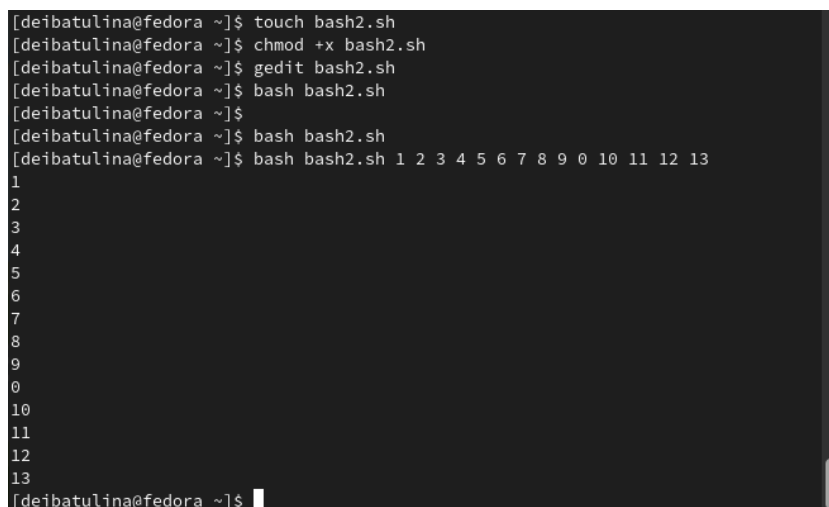 [deibatulina@fedora ~]$ touch bash2.sh
[deibatulina@fedora ~]$ chmod +x bash2.sh
[deibatulina@fedora ~]$ gedit bash2.sh
[deibatulina@fedora ~]$ bash bash2.sh
[deibatulina@fedora ~]$
[deibatulina@fedora ~]$ bash bash2.sh
[deibatulina@fedora ~]$ bash bash2.sh 1 2 3 4 5 6 7 8 9 0 10 11 12 13
1
2
3
4
5
6
7
8
9
0
10
11
12
13
[deibatulina@fedora ~]$